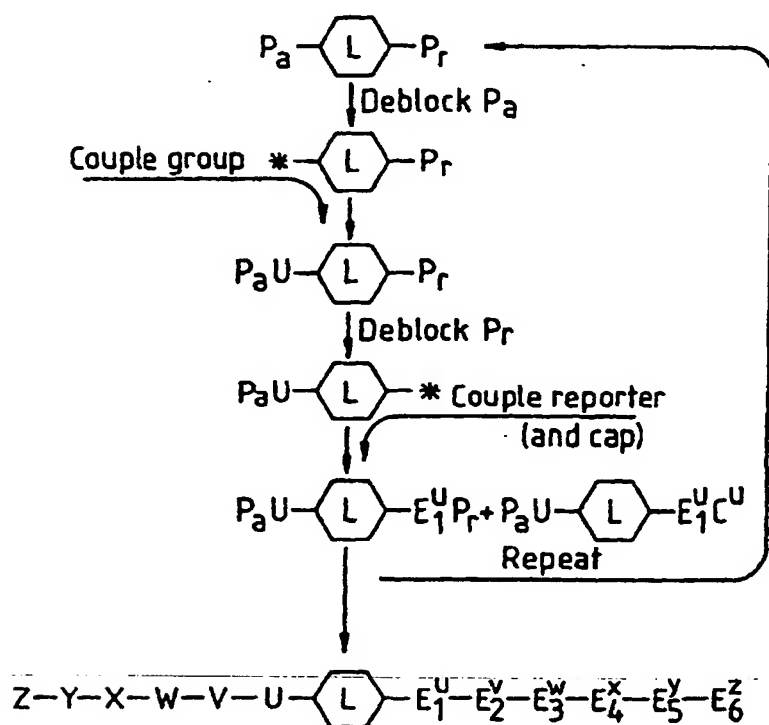 Pa L Pr
Deblock Pa
Couple group * L Pr
PaU L Pr
Deblock Pr
PaU L * Couple reporter
(and cap)
PaU L E₁ᵁPr + PaU L E₁ᵁCᵁ
Repeat
Z-Y-X-W-V-U L E₁ᵁ-E₂ᵛ-E₃ʷ-E₄ˣ-E₅ʸ-E₆ᶻ